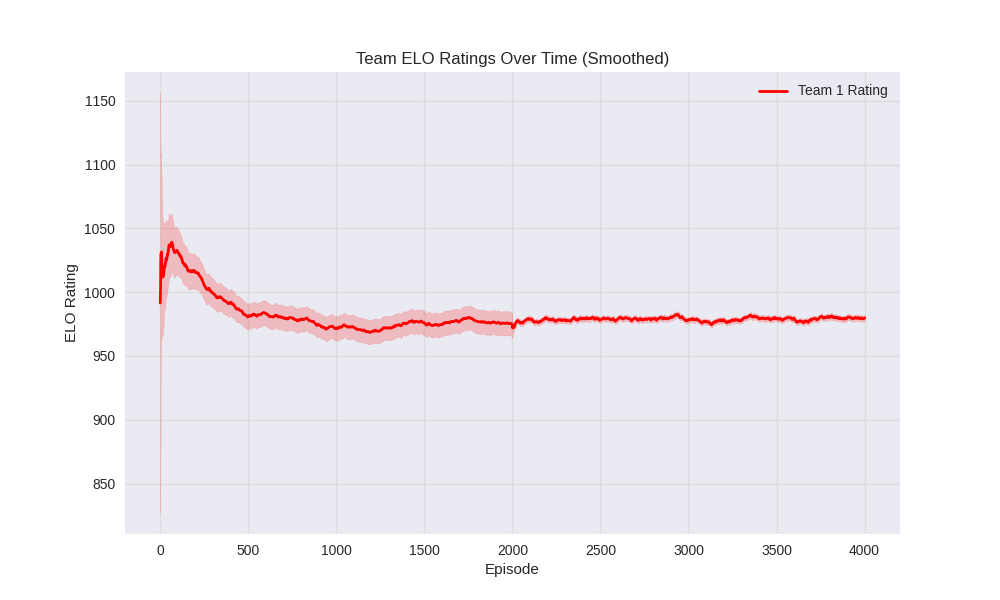 Team ELO Ratings Over Time (Smoothed)
Team 1 Rating
ELO Rating
1150
1100
1050
1000
950
900
850
0 500 1000 1500 2000 2500 3000 3500 4000
Episode